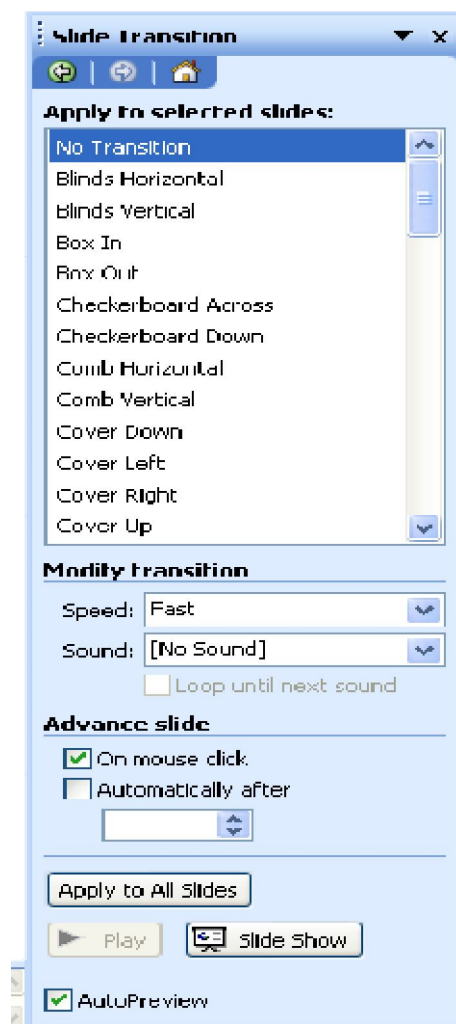 Slide Transition
Apply to selected slides:
No Transition
Blinds Horizontal
Blinds Vertical
Box In
Box Out
Checkerboard Across
Checkerboard Down
Comb Horizontal
Comb Vertical
Cover Down
Cover Left
Cover Right
Cover Up
Modify transition
Speed: Fast
Sound: [No Sound]
Loop until next sound
Advance slide
On mouse click
Automatically after
Apply to All Slides
Play Slide Show
AutoPreview